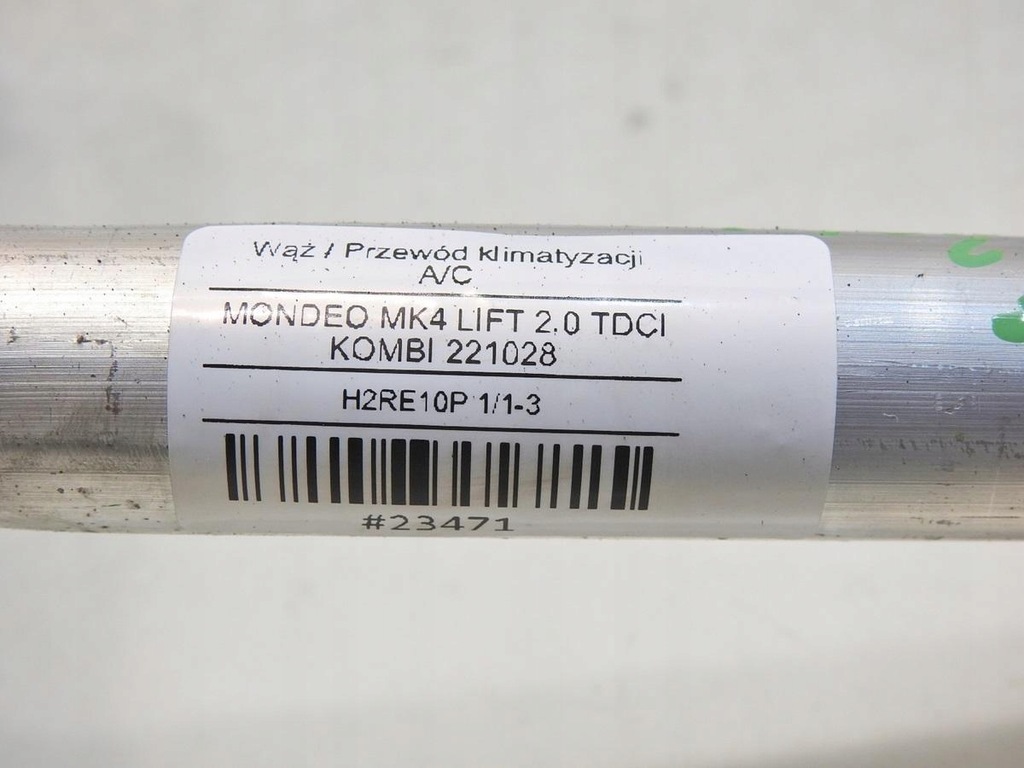 Wąż / Przewód klimatyzacji
A/C
MONDEO MK4 LIFT 2.0 TDCI
KOMBI 221028
H2RE10P 1/1-3
#23471